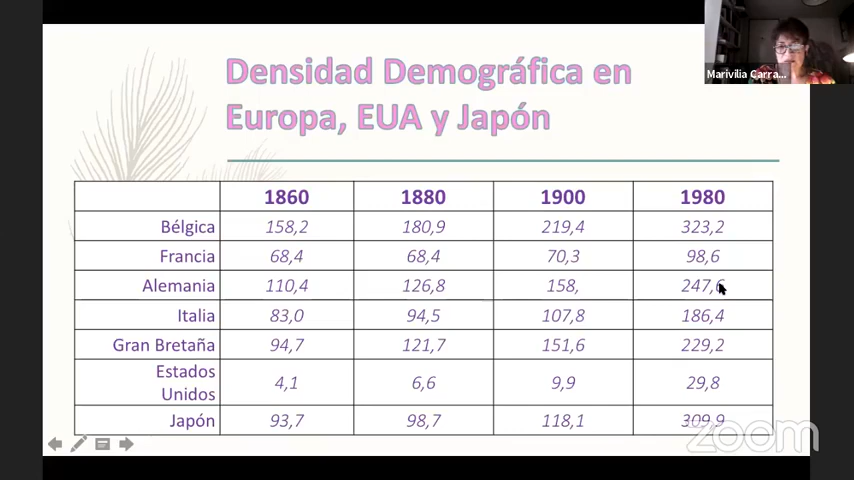 Marivilia Carra...
Densidad Demográfica en
Europa, EUA y Japón
1860 1880 1900 1980
Bélgica 158,2 180,9 219,4 323,2
Francia 68,4 68,4 70,3 98,6
Alemania 110,4 126,8 158, 247,6
Italia 83,0 94,5 107,8 186,4
Gran Bretaña 94,7 121,7 151,6 229,2
Estados
Unidos 4,1 6,6 9,9 29,8
Japón 93,7 98,7 118,1 309,9
zoom